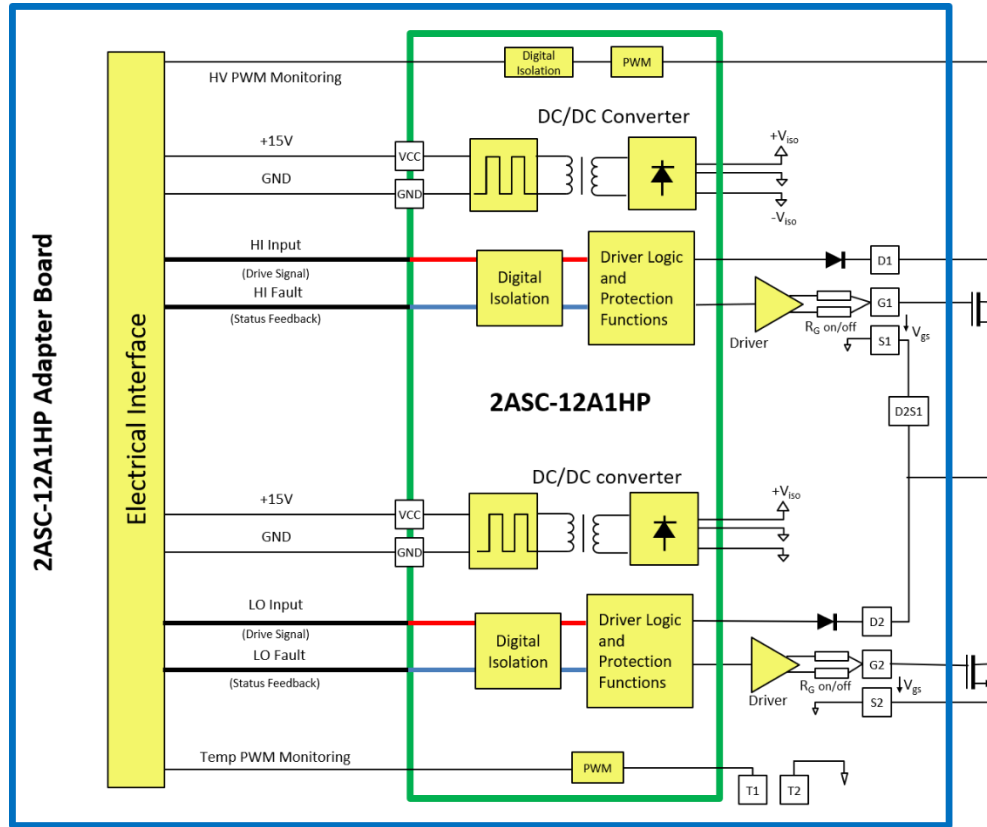 2ASC-12A1HP Adapter Board
Electrical Interface
HV PWM Monitoring
Digital
Isolation
PWM
DC/DC Converter
+15V
VCC
GND
GND
+Viso
-Viso
HI Input
(Drive Signal)
HI Fault
(Status Feedback)
Digital
Isolation
Driver Logic
and
Protection
Functions
Driver
RG on/off
D1
G1
Vgs
S1
2ASC-12A1HP
D2S1
DC/DC converter
+15V
VCC
GND
GND
+Viso
LO Input
(Drive Signal)
LO Fault
(Status Feedback)
Digital
Isolation
Driver Logic
and
Protection
Functions
Driver
RG on/off
D2
G2
Vgs
S2
Temp PWM Monitoring
PWM
T1
T2